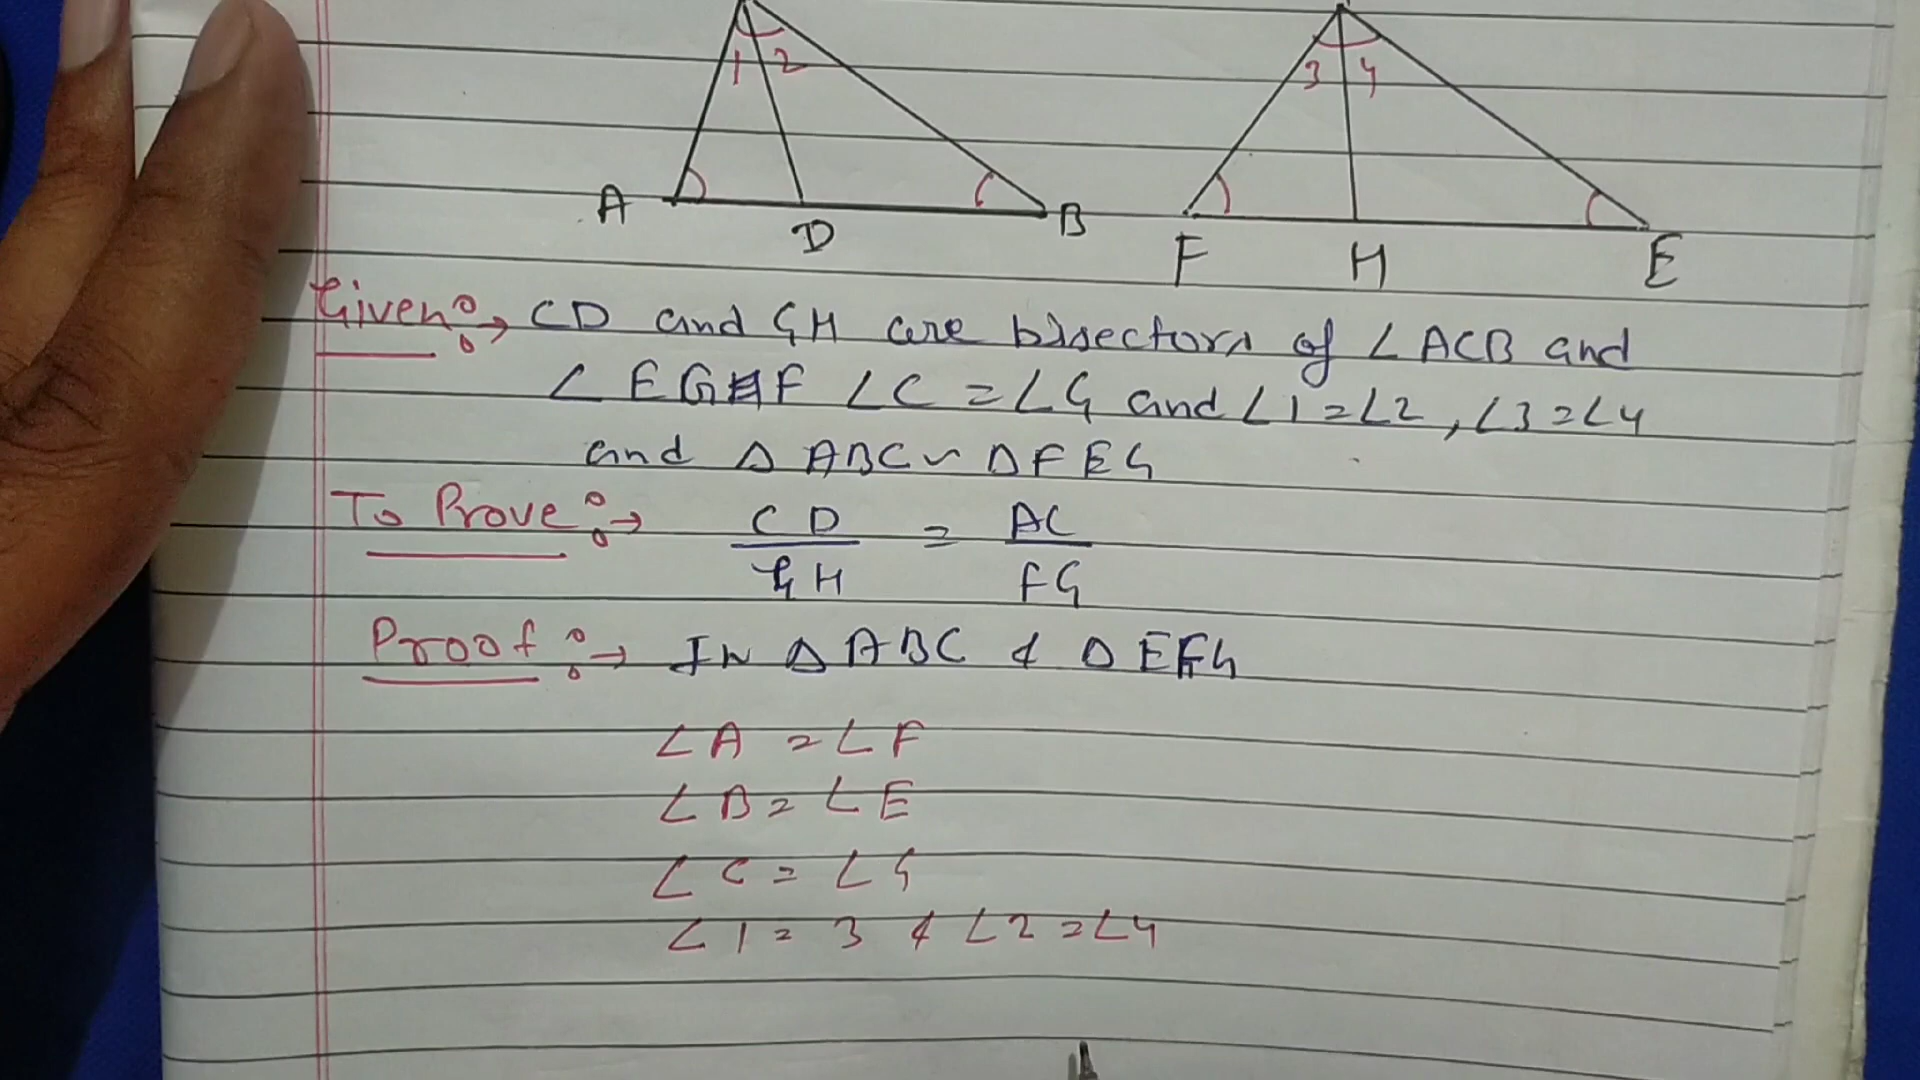 1 2
3 4
A D B
F H E
Given:→ CD and GH are bisectors of ∠ACB and
∠EGF ∠C = ∠G and ∠1=∠2, ∠3=∠4
and △ABC ~ △FEG
To Prove:→ CD/GH = AC/FG
Proof:→ IN △ABC & △EFG
∠A = ∠F
∠B = ∠E
∠C = ∠G
∠1 = 3 & ∠2 = ∠4